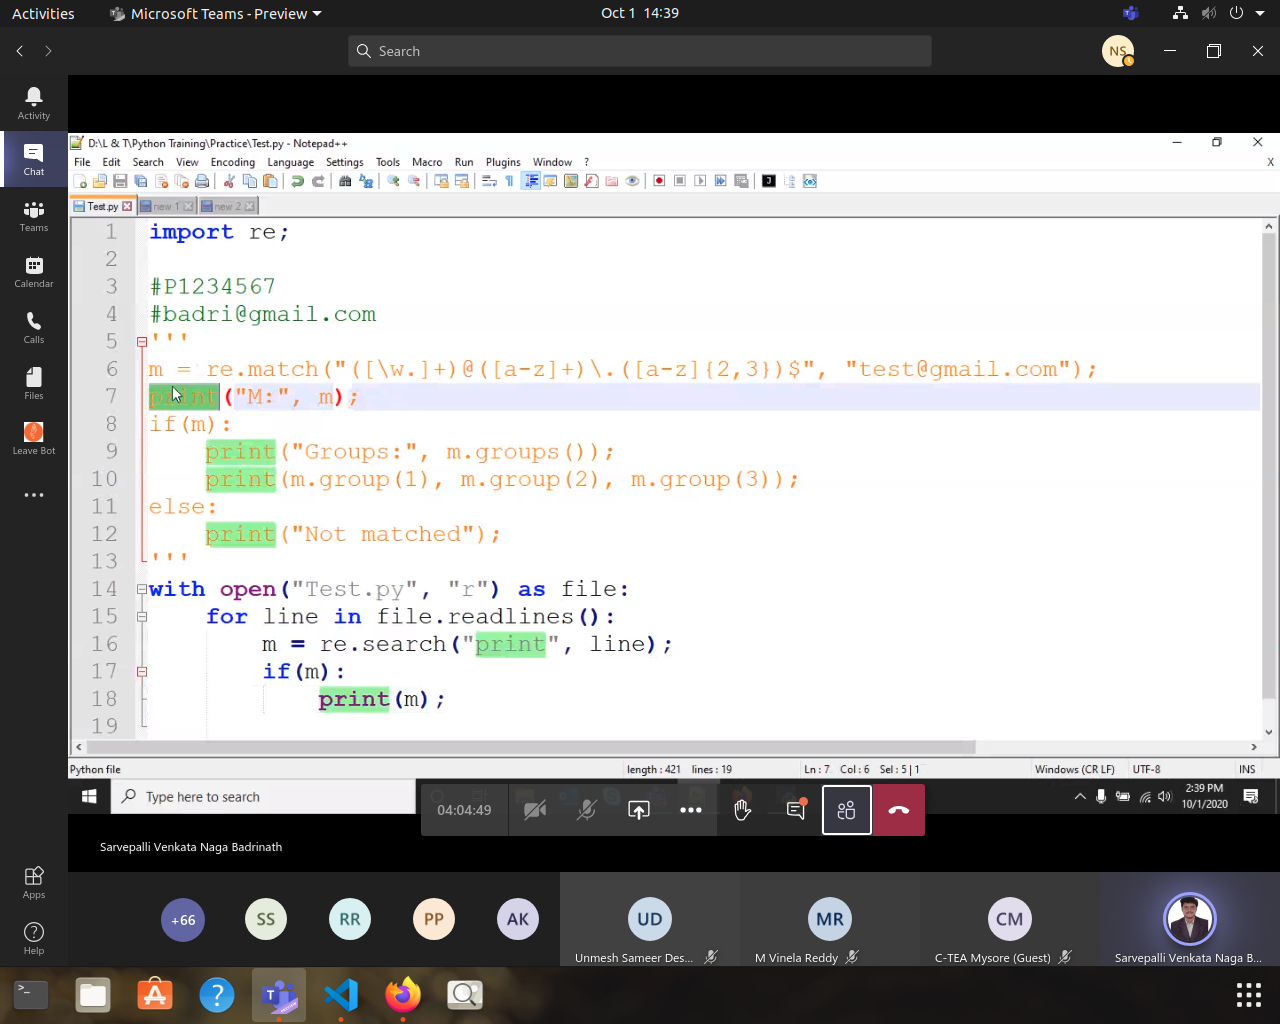 Activities
Microsoft Teams - Preview
Oct 1 14:39
Search
NS
Activity
Chat
Teams
Calendar
Calls
Files
Leave Bot
Apps
Help
D:\L & T\Python Training\Practice\Test.py - Notepad++
File Edit Search View Encoding Language Settings Tools Macro Run Plugins Window ? X
Test.py new 1 new 2
1 import re;
2
3 #P1234567
4 #badri@gmail.com
5 '''
6 m = re.match("([\w.]+)@([a-z]+)\.([a-z]{2,3})$", "test@gmail.com");
7 print("M:", m);
8 if(m):
9 print("Groups:", m.groups());
10 print(m.group(1), m.group(2), m.group(3));
11 else:
12 print("Not matched");
13 '''
14 with open("Test.py", "r") as file:
15 for line in file.readlines():
16 m = re.search("print", line);
17 if(m):
18 print(m);
19
Python file length : 421 lines : 19 Ln : 7 Col : 6 Sel : 5 | 1 Windows (CR LF) UTF-8 INS
Type here to search
2:39 PM
10/1/2020
04:04:49
Sarvepalli Venkata Naga Badrinath
+66 SS RR PP AK UD MR CM
Unmesh Sameer Des...
M Vinela Reddy
C-TEA Mysore (Guest)
Sarvepalli Venkata Naga B...